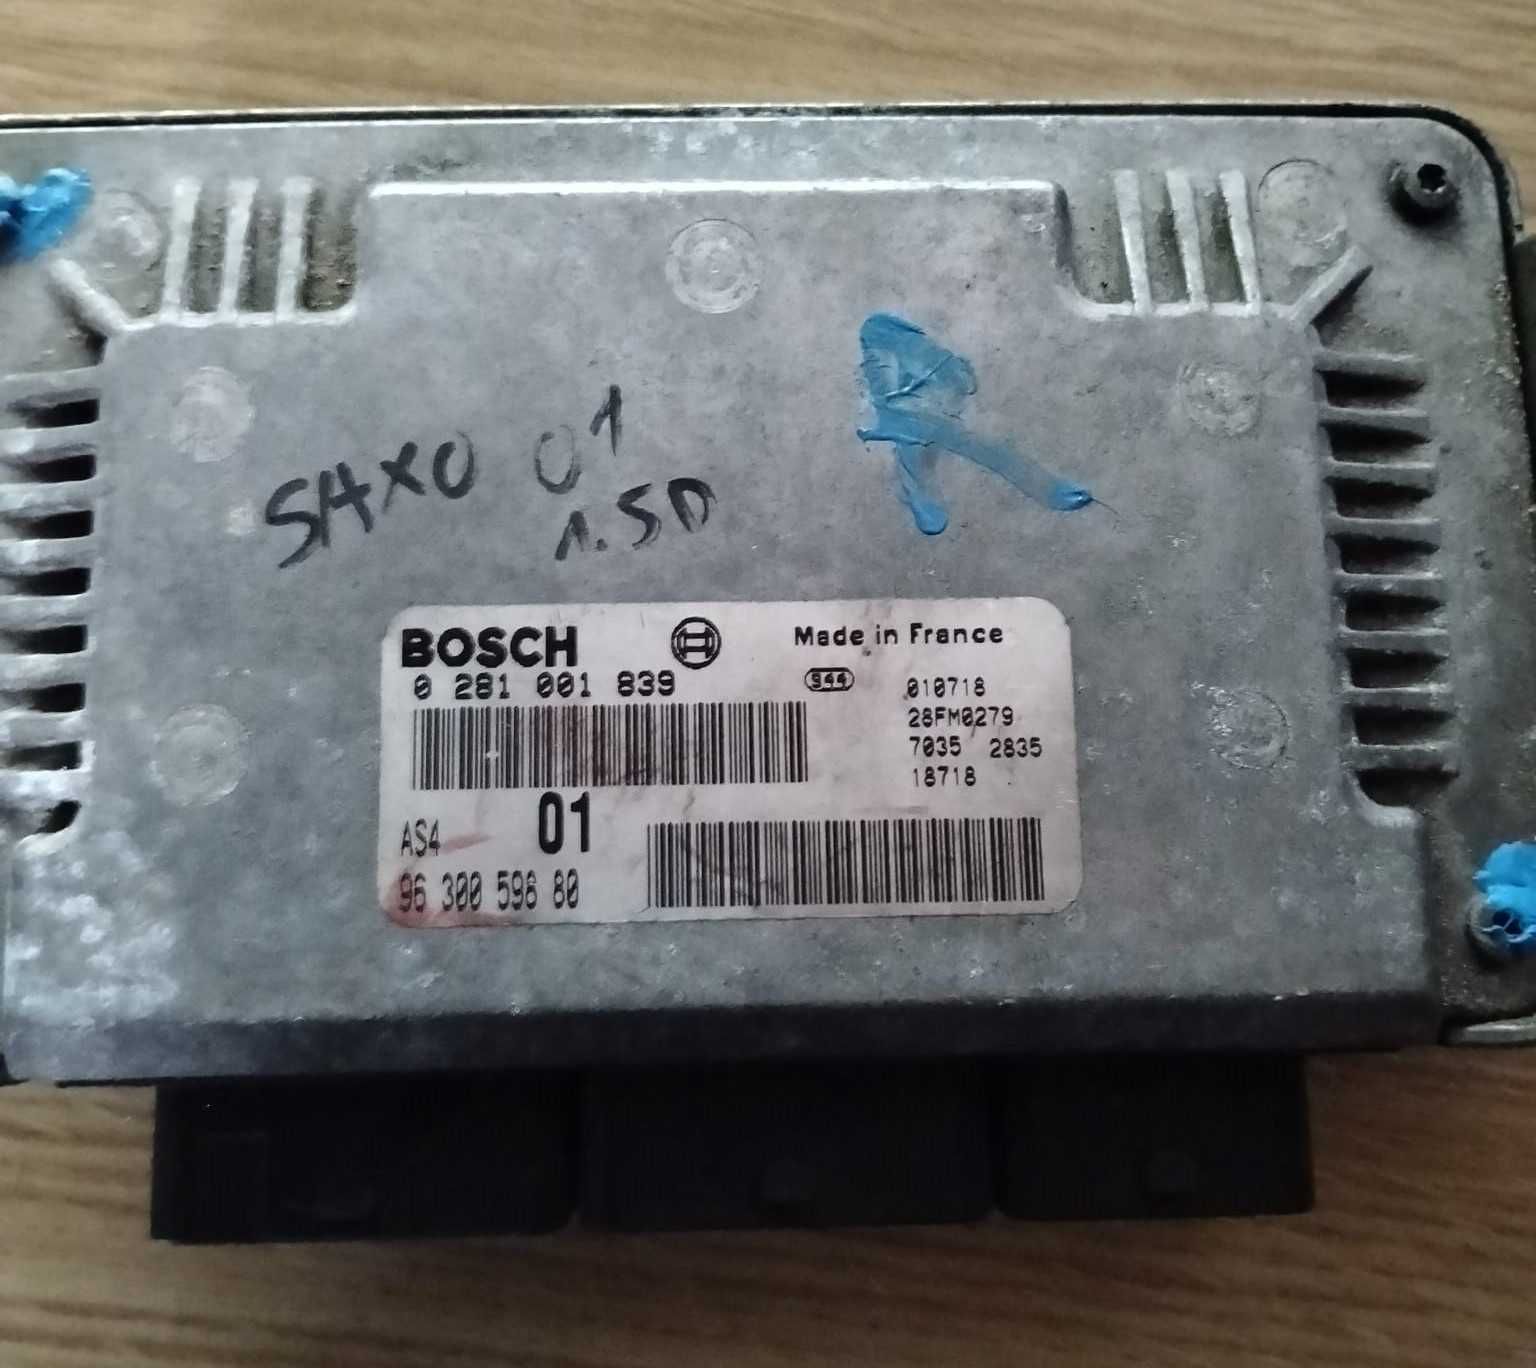 SAXO 01
1.5D
R
BOSCH
Made in France
0 281 001 839
944
010718
28FM0279
7035 2835
18718
AS4 01
96 300 598 80